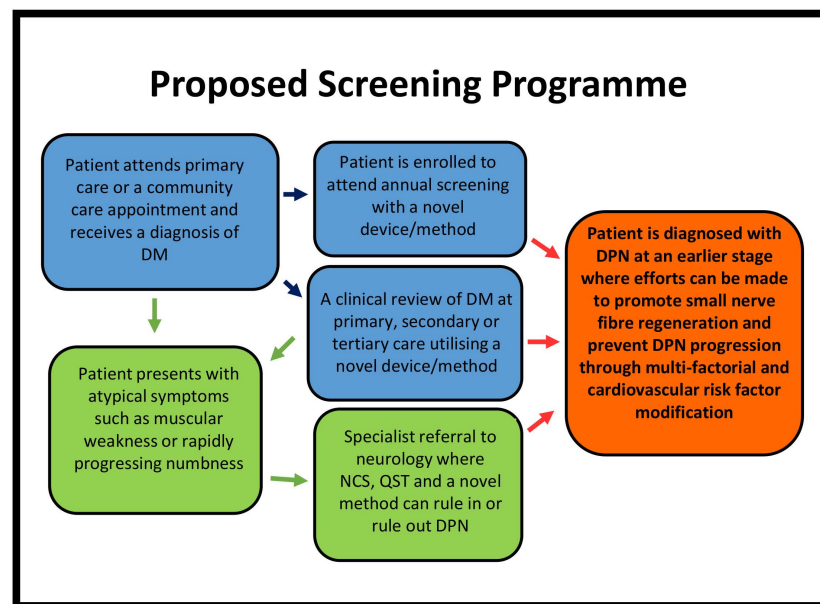 Proposed Screening Programme
Patient attends primary
care or a community
care appointment and
receives a diagnosis of
DM
Patient is enrolled to
attend annual screening
with a novel
device/method
A clinical review of DM at
primary, secondary or
tertiary care utilising a
novel device/method
Patient presents with
atypical symptoms
such as muscular
weakness or rapidly
progressing numbness
Specialist referral to
neurology where
NCS, QST and a novel
method can rule in or
rule out DPN
Patient is diagnosed with
DPN at an earlier stage
where efforts can be made
to promote small nerve
fibre regeneration and
prevent DPN progression
through multi-factorial and
cardiovascular risk factor
modification